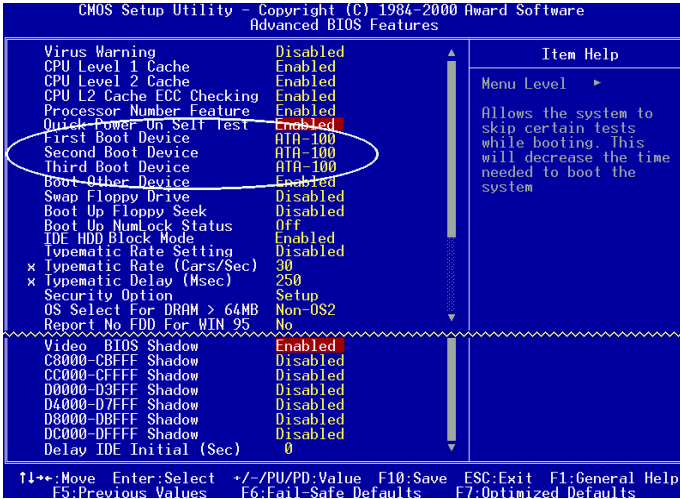 CMOS Setup Utility - Copyright (C) 1984-2000 Award Software
Advanced BIOS Features
Virus Warning Disabled
CPU Level 1 Cache Enabled
CPU Level 2 Cache Enabled
CPU L2 Cache ECC Checking Enabled
Processor Number Feature Enabled
Quick Power On Self Test Enabled
First Boot Device ATA-100
Second Boot Device ATA-100
Third Boot Device ATA-100
Boot Other Device Enabled
Swap Floppy Drive Disabled
Boot Up Floppy Seek Disabled
Boot Up NumLock Status Off
IDE HDD Block Mode Enabled
Typematic Rate Setting Disabled
x Typematic Rate (Cars/Sec) 30
x Typematic Delay (Msec) 250
Security Option Setup
OS Select For DRAM > 64MB Non-OS2
Report No FDD For WIN 95 No
Video BIOS Shadow Enabled
C8000-CBFFF Shadow Disabled
CC000-CFFFF Shadow Disabled
D0000-D3FFF Shadow Disabled
D4000-D7FFF Shadow Disabled
D8000-DBFFF Shadow Disabled
DC000-DFFFF Shadow Disabled
Delay IDE Initial (Sec) 0
Item Help
Menu Level ►
Allows the system to
skip certain tests
while booting. This
will decrease the time
needed to boot the
system
↑↓→←:Move Enter:Select +/-/PU/PD:Value F10:Save ESC:Exit F1:General Help
F5:Previous Values F6:Fail-Safe Defaults F7:Optimized Defaults